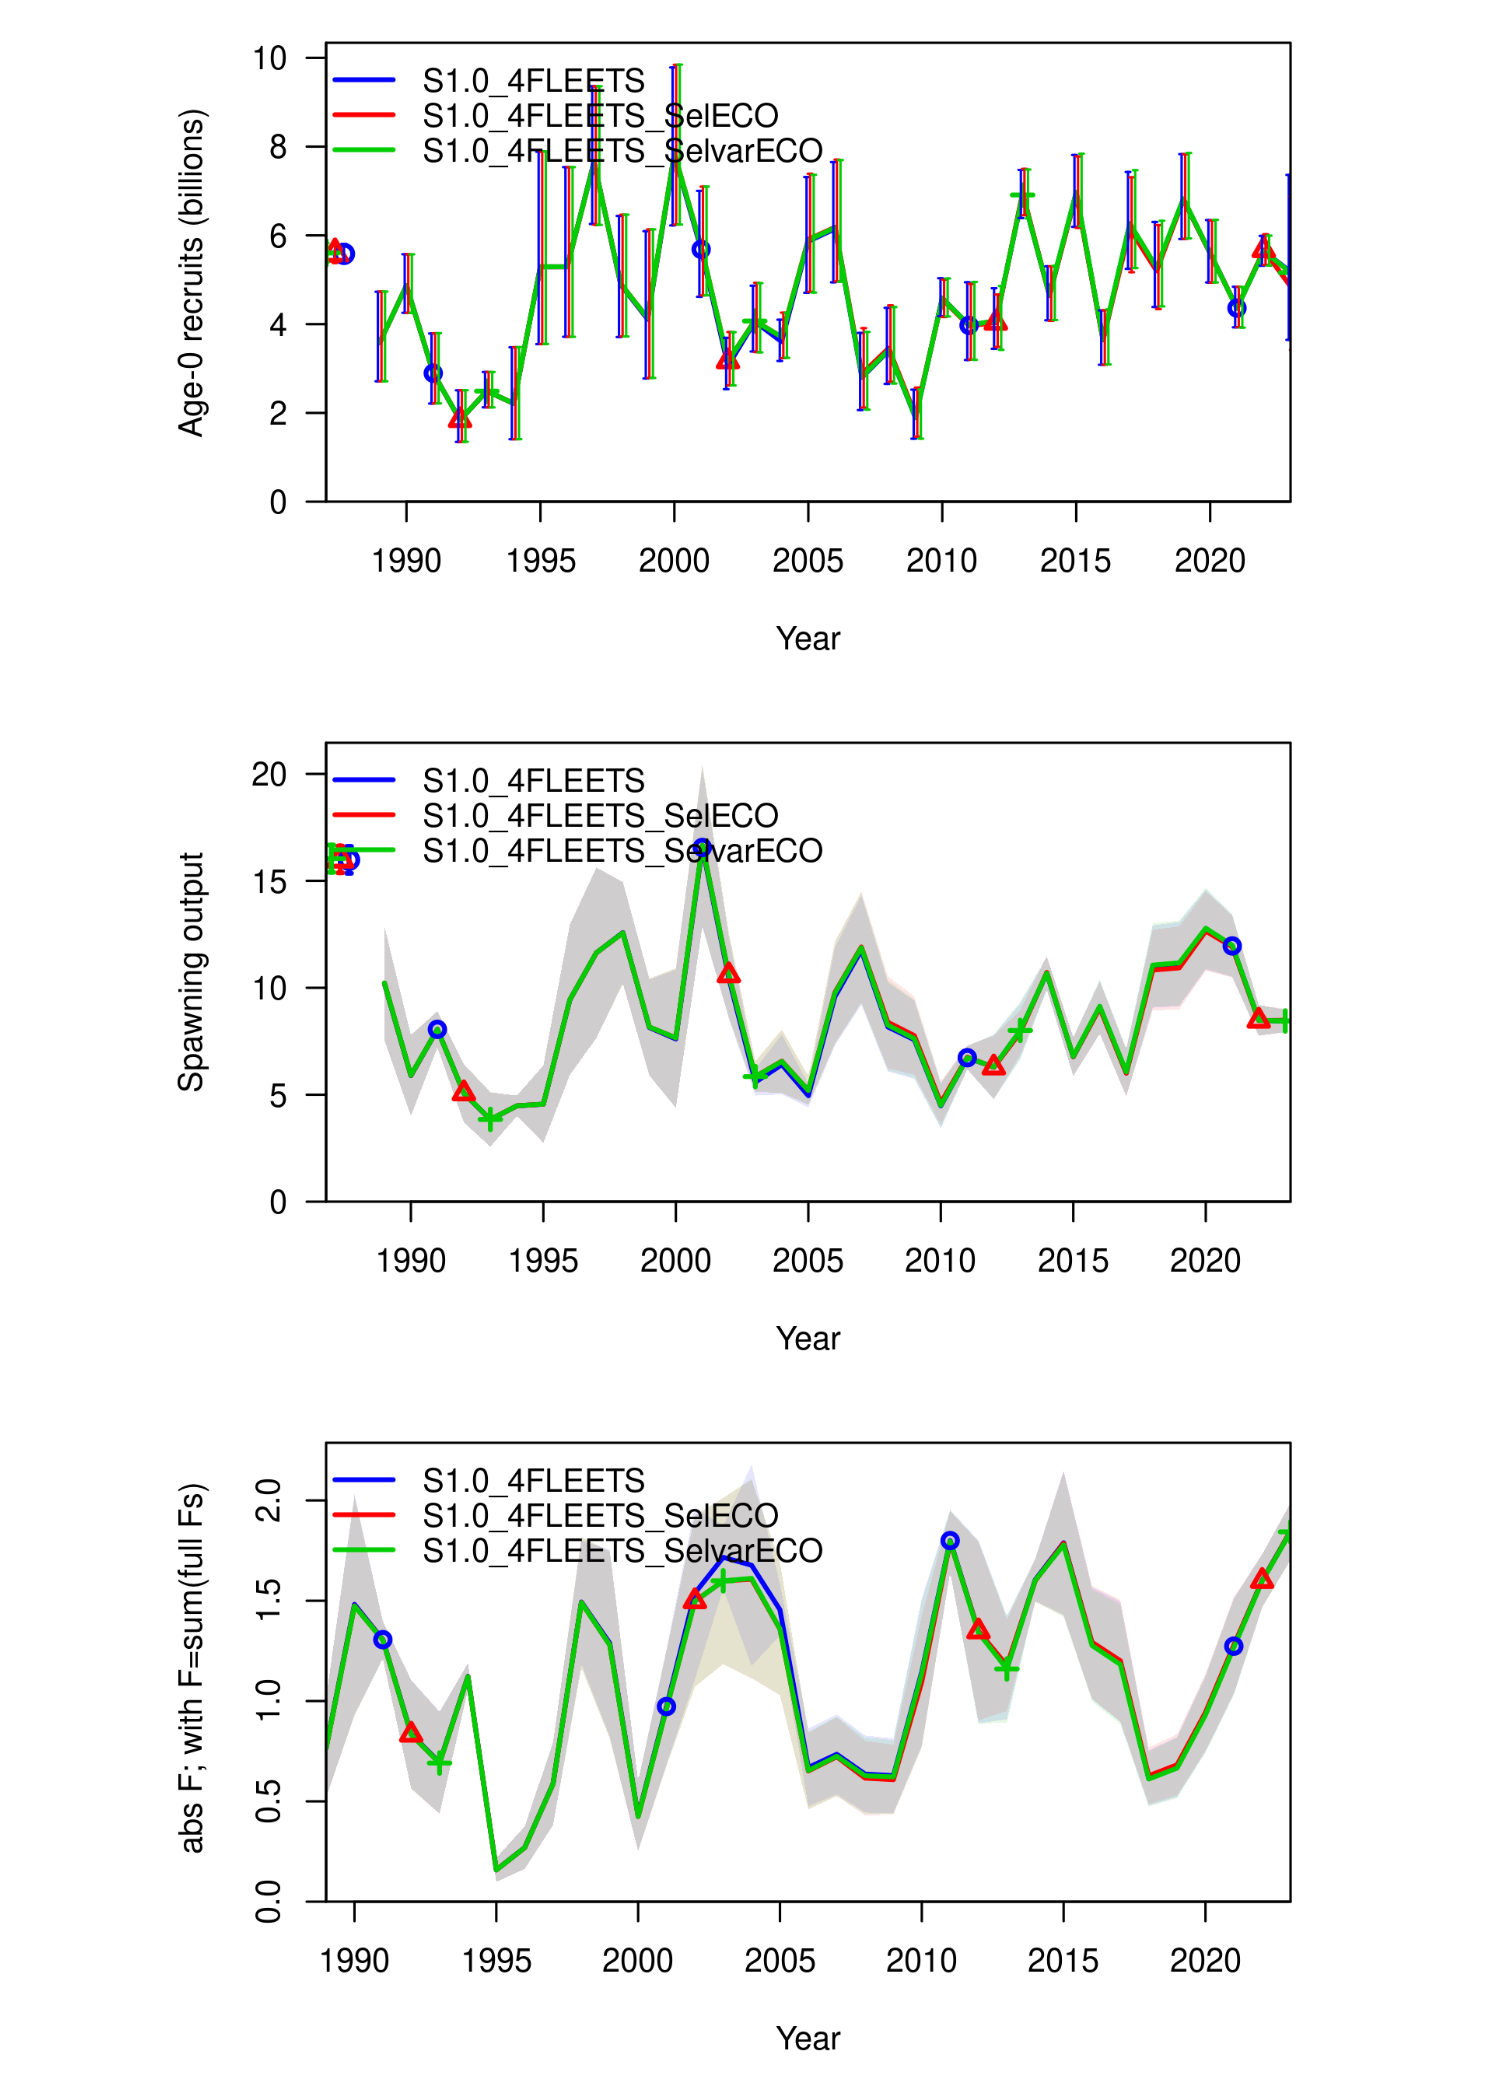 Age-0 recruits (billions)
10
8
6
4
2
0
S1.0_4FLEETS
S1.0_4FLEETS_SelECO
S1.0_4FLEETS_SelvarECO
1990 1995 2000 2005 2010 2015 2020
Year
Spawning output
20
15
10
5
0
S1.0_4FLEETS
S1.0_4FLEETS_SelECO
S1.0_4FLEETS_SelvarECO
1990 1995 2000 2005 2010 2015 2020
Year
abs F; with F=sum(full Fs)
2.0
1.5
1.0
0.5
0.0
S1.0_4FLEETS
S1.0_4FLEETS_SelECO
S1.0_4FLEETS_SelvarECO
1990 1995 2000 2005 2010 2015 2020
Year